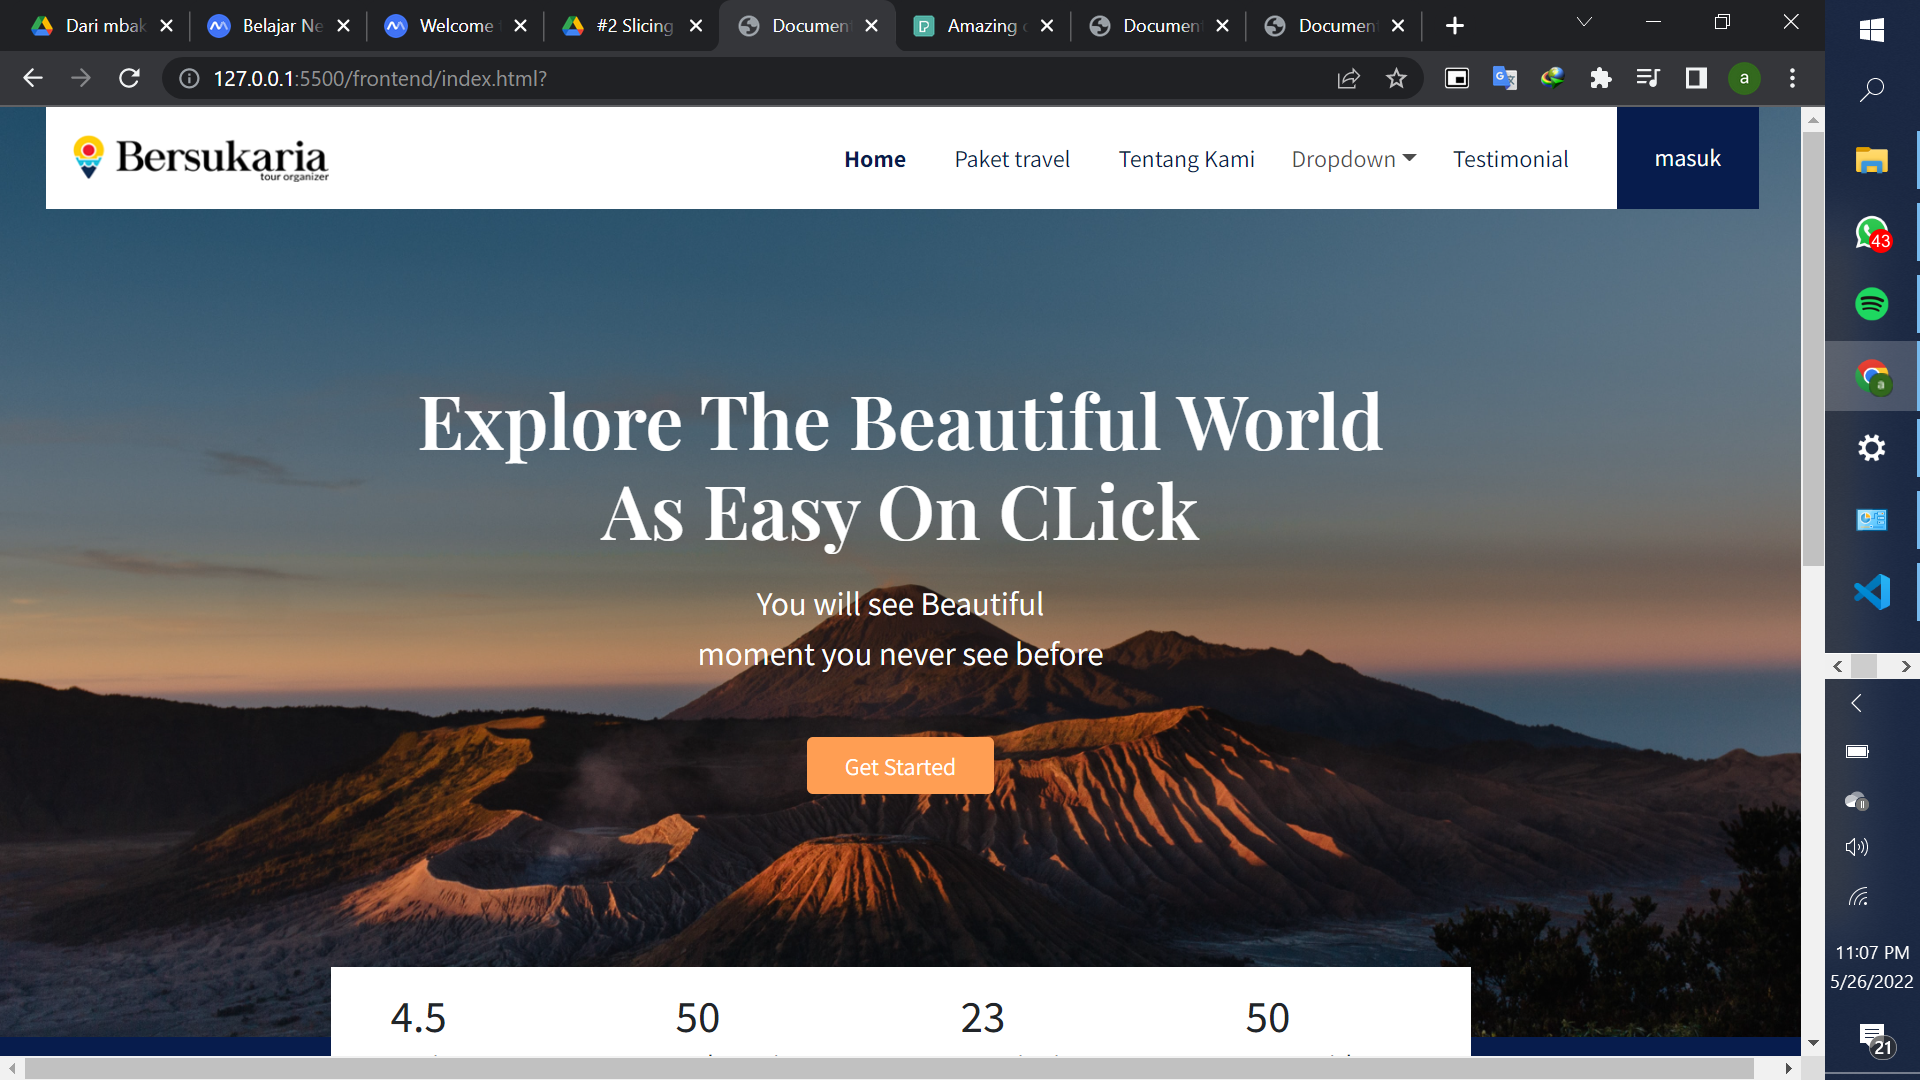 Dari mbak
Belajar Ne
Welcome
#2 Slicing
Document
Amazing
Document
Document
127.0.0.1:5500/frontend/index.html?
a
Bersukaria
tour organizer
Home
Paket travel
Tentang Kami
Dropdown
Testimonial
masuk
43
a
Explore The Beautiful World
As Easy On CLick
You will see Beautiful
moment you never see before
Get Started
4.5
50
23
50
11:07 PM
5/26/2022
21